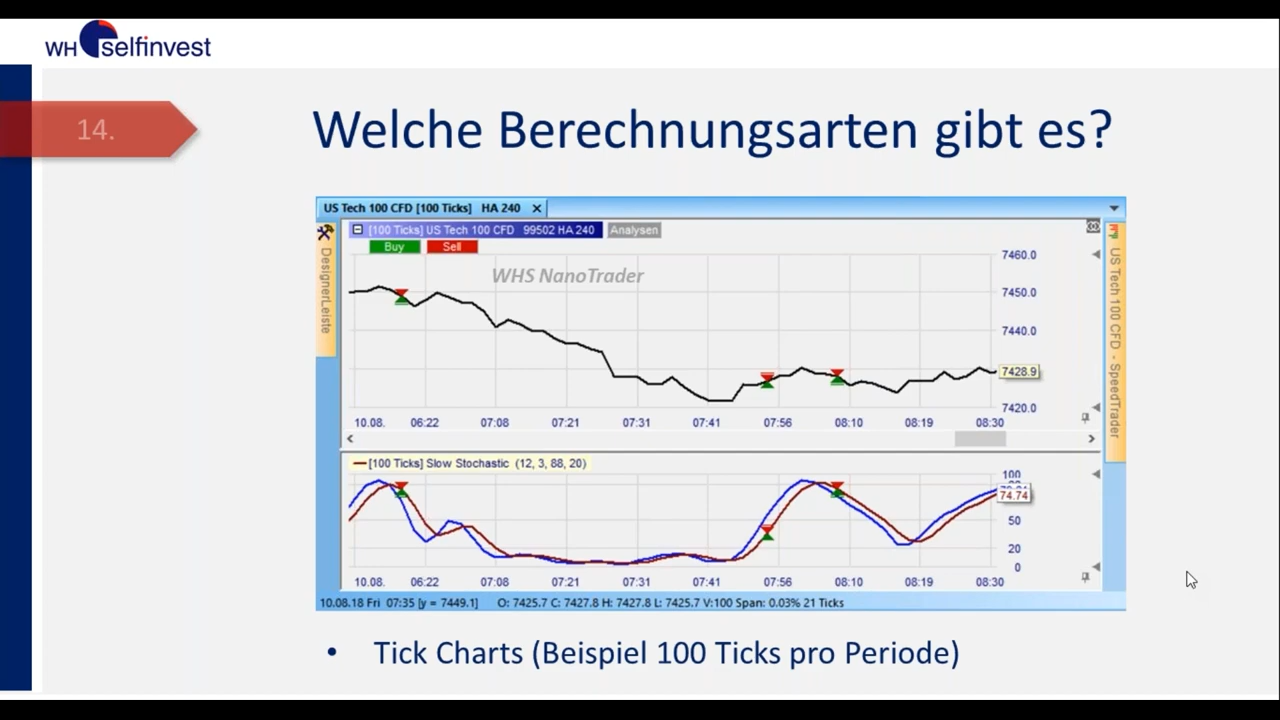 WH selfinvest
14.
Welche Berechnungsarten gibt es?
US Tech 100 CFD [100 Ticks] HA 240
[100 Ticks] US Tech 100 CFD 99502 HA 240 Analysen
Buy Sell
WHS NanoTrader
DesignerLeiste
US Tech 100 CFD - SpeedTrader
7460.0
7450.0
7440.0
7428.9
7420.0
10.08. 06:22 07:08 07:21 07:31 07:41 07:56 08:10 08:19 08:30
[100 Ticks] Slow Stochastic (12, 3, 88, 20)
100
74.74
50
20
0
10.08. 06:22 07:08 07:21 07:31 07:41 07:56 08:10 08:19 08:30
10.08.18 Fri 07:35 [y = 7449.1] O: 7425.7 C: 7427.8 H: 7427.8 L: 7425.7 V:100 Span: 0.03% 21 Ticks
• Tick Charts (Beispiel 100 Ticks pro Periode)